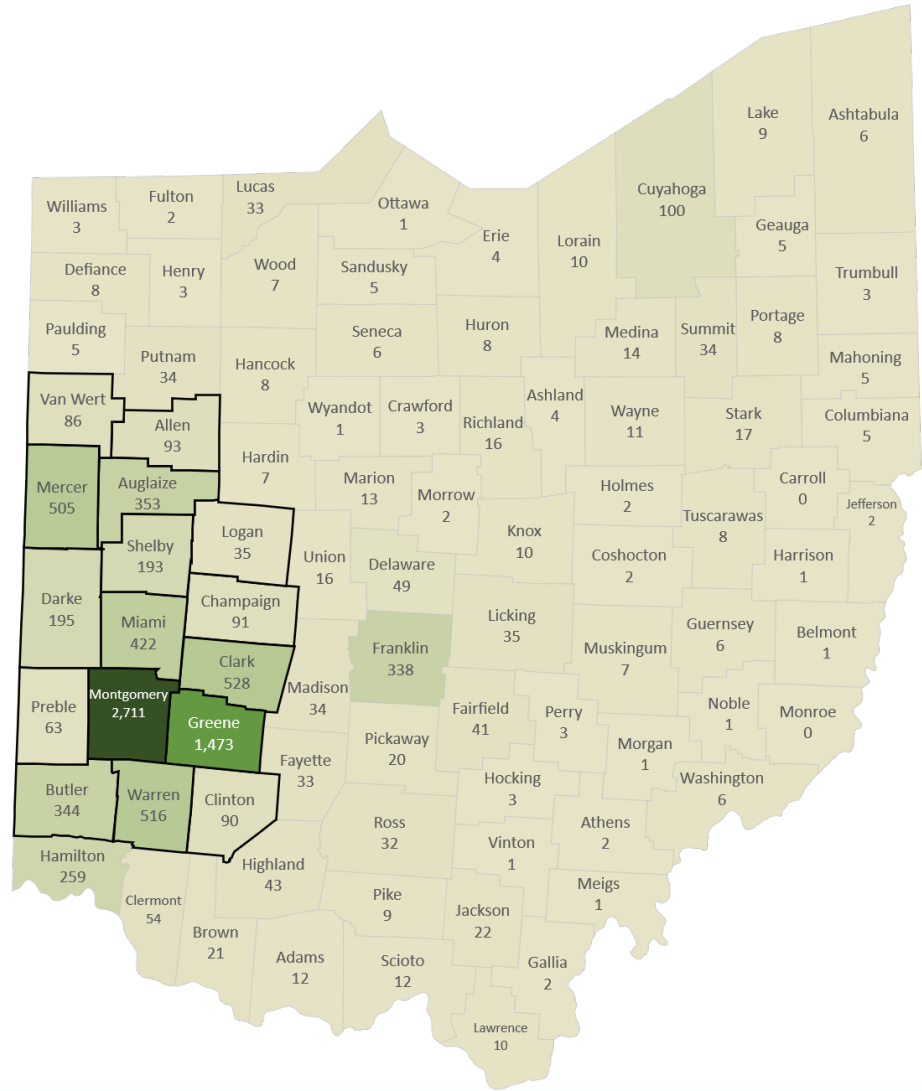 Lake
9
Ashtabula
6
Cuyahoga
100
Geauga
5
Williams
3
Fulton
2
Lucas
33
Ottawa
1
Erie
4
Lorain
10
Trumbull
3
Defiance
8
Henry
3
Wood
7
Sandusky
5
Paulding
5
Seneca
6
Huron
8
Medina
14
Summit
34
Portage
8
Mahoning
5
Putnam
34
Hancock
8
Van Wert
86
Allen
93
Wyandot
1
Crawford
3
Richland
16
Ashland
4
Wayne
11
Stark
17
Columbiana
5
Hardin
7
Mercer
505
Auglaize
353
Marion
13
Morrow
2
Holmes
2
Carroll
0
Jefferson
2
Tuscarawas
8
Logan
35
Shelby
193
Union
16
Delaware
49
Knox
10
Coshocton
2
Harrison
1
Darke
195
Miami
422
Champaign
91
Franklin
338
Licking
35
Muskingum
7
Guernsey
6
Belmont
1
Clark
528
Madison
34
Preble
63
Montgomery
2,711
Greene
1,473
Fairfield
41
Perry
3
Noble
1
Monroe
0
Pickaway
20
Morgan
1
Fayette
33
Hocking
3
Washington
6
Butler
344
Warren
516
Clinton
90
Ross
32
Vinton
1
Athens
2
Hamilton
259
Highland
43
Clermont
54
Pike
9
Jackson
22
Meigs
1
Brown
21
Adams
12
Scioto
12
Gallia
2
Lawrence
10